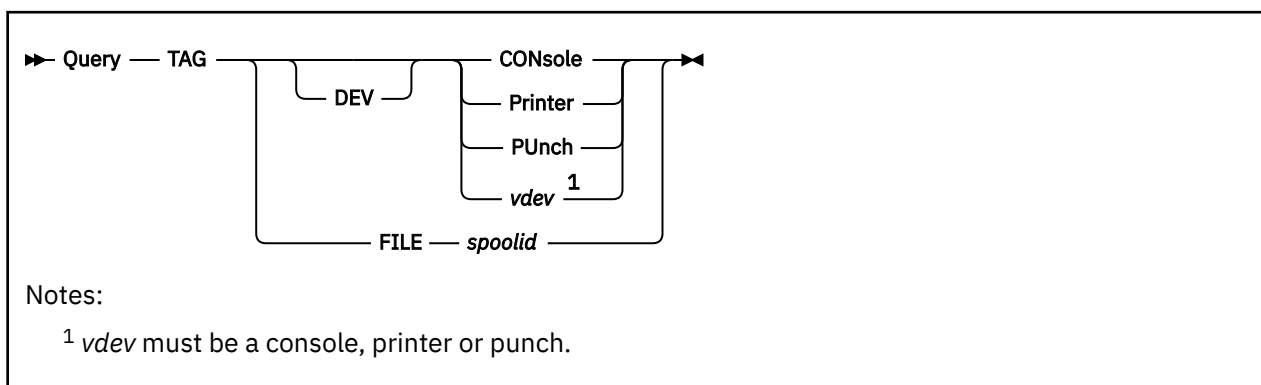 Query TAG CONsole
DEV
Printer
PUnch
vdev 1
FILE spoolid
Notes:
1 vdev must be a console, printer or punch.